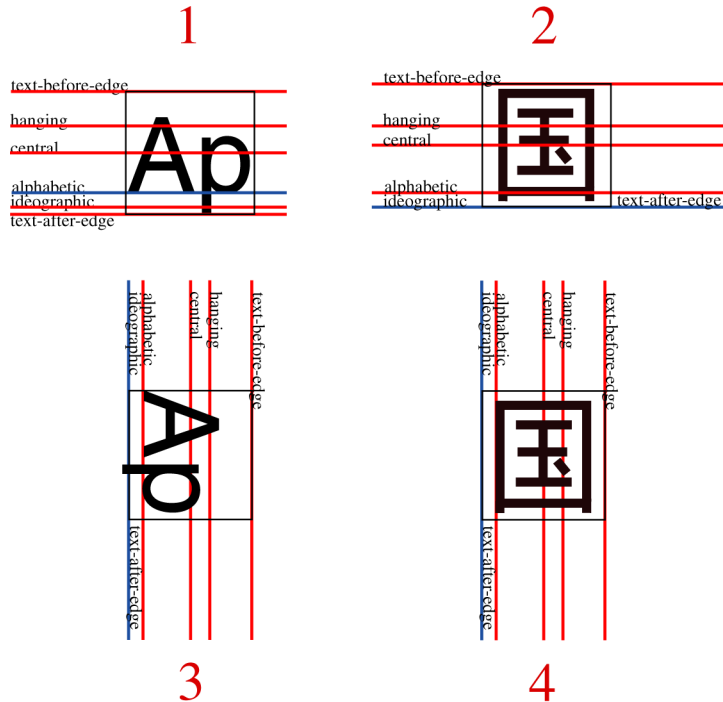 1
text-before-edge
hanging
central
alphabetic
ideographic
text-after-edge
Ap
2
text-before-edge
hanging
central
alphabetic
ideographic
text-after-edge
国
ideographic
alphabetic
central
hanging
text-before-edge
Ap
text-after-edge
3
ideographic
alphabetic
central
hanging
text-before-edge
国
text-after-edge
4